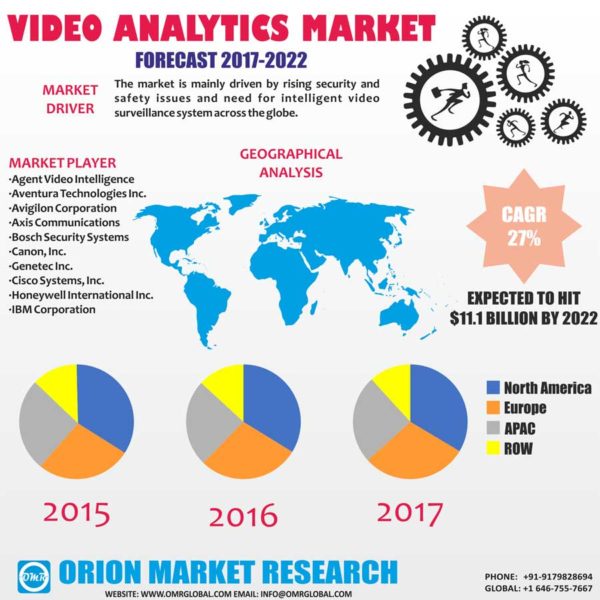 VIDEO ANALYTICS MARKET
FORECAST 2017-2022
MARKET
DRIVER
The market is mainly driven by rising security and
safety issues and need for intelligent video
surveillance system across the globe.
MARKET PLAYER
•Agent Video Intelligence
•Aventura Technologies Inc.
•Avigilon Corporation
•Axis Communications
•Bosch Security Systems
•Canon, Inc.
•Genetec Inc.
•Cisco Systems, Inc.
•Honeywell International Inc.
•IBM Corporation
GEOGRAPHICAL
ANALYSIS
CAGR
27%
EXPECTED TO HIT
$11.1 BILLION BY 2022
North America
Europe
APAC
ROW
2015
2016
2017
OMR
ORION MARKET RESEARCH
WEBSITE: WWW.OMRGLOBAL.COM EMAIL: INFO@OMRGLOBAL.COM
PHONE: +91-9179828694
GLOBAL: +1 646-755-7667